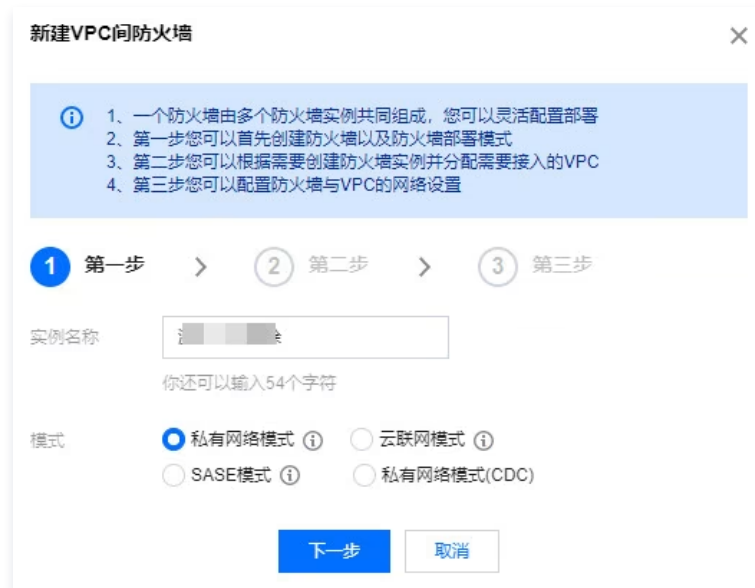 新建VPC间防火墙
1、一个防火墙由多个防火墙实例共同组成，您可以灵活配置部署
2、第一步您可以首先创建防火墙以及防火墙部署模式
3、第二步您可以根据需要创建防火墙实例并分配需要接入的VPC
4、第三步您可以配置防火墙与VPC的网络设置
1 第一步 > 2 第二步 > 3 第三步
实例名称
你还可以输入54个字符
模式 私有网络模式 云联网模式
SASE模式 私有网络模式(CDC)
下一步 取消